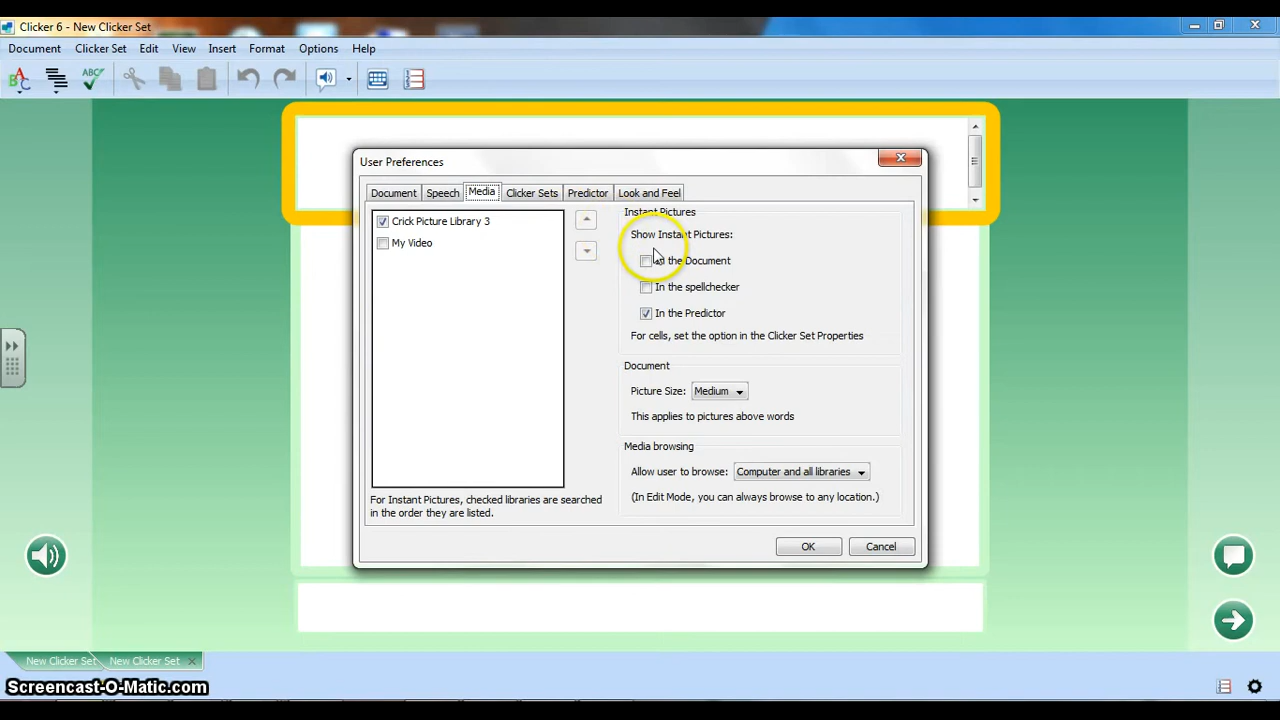 Clicker 6 - New Clicker Set
Document Clicker Set Edit View Insert Format Options Help
ABC
User Preferences
Document Speech Media Clicker Sets Predictor Look and Feel
Crick Picture Library 3
My Video
For Instant Pictures, checked libraries are searched
in the order they are listed.
Instant Pictures
Show Instant Pictures:
In the Document
In the spellchecker
In the Predictor
For cells, set the option in the Clicker Set Properties
Document
Picture Size: Medium
This applies to pictures above words
Media browsing
Allow user to browse: Computer and all libraries
(In Edit Mode, you can always browse to any location.)
OK Cancel
New Clicker Set New Clicker Set
Screencast-O-Matic.com